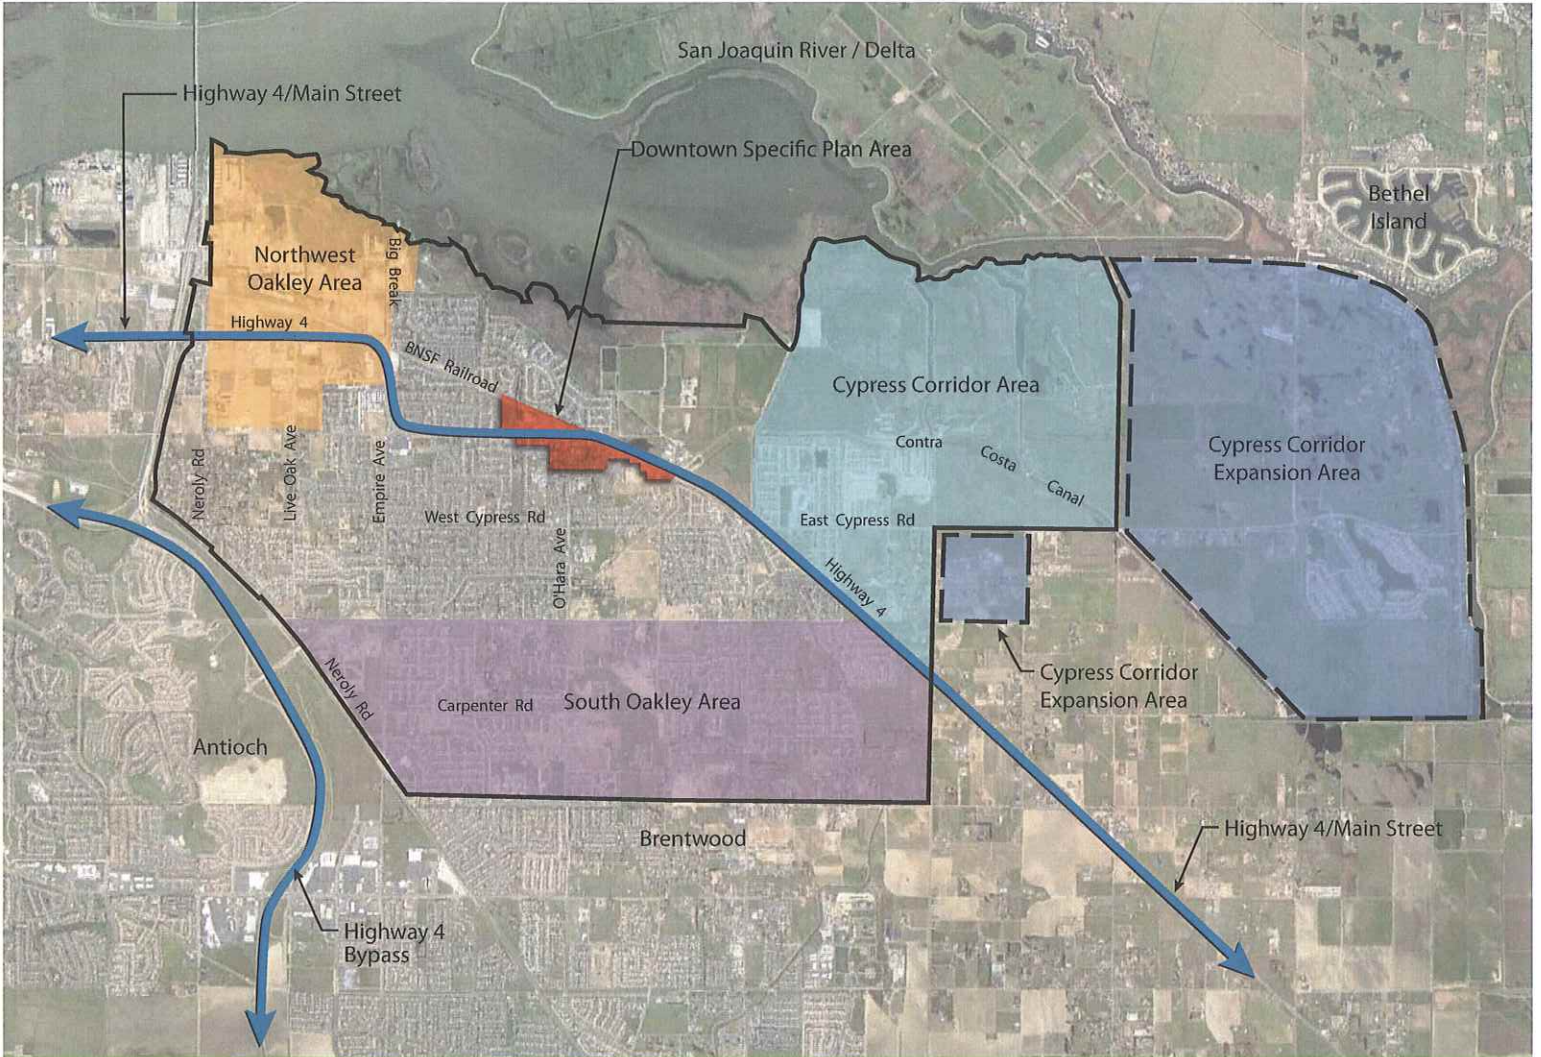 San Joaquin River / Delta
Highway 4/Main Street
Downtown Specific Plan Area
Bethel
Island
Northwest
Oakley Area
Big Break
Highway 4
BNSF Railroad
Cypress Corridor Area
Contra
Costa
Canal
Cypress Corridor
Expansion Area
Neroly Rd
Live Oak Ave
Empire Ave
West Cypress Rd
O'Hara Ave
East Cypress Rd
Highway 4
Cypress Corridor
Expansion Area
Neroly Rd
Carpenter Rd
South Oakley Area
Antioch
Brentwood
Highway 4/Main Street
Highway 4
Bypass